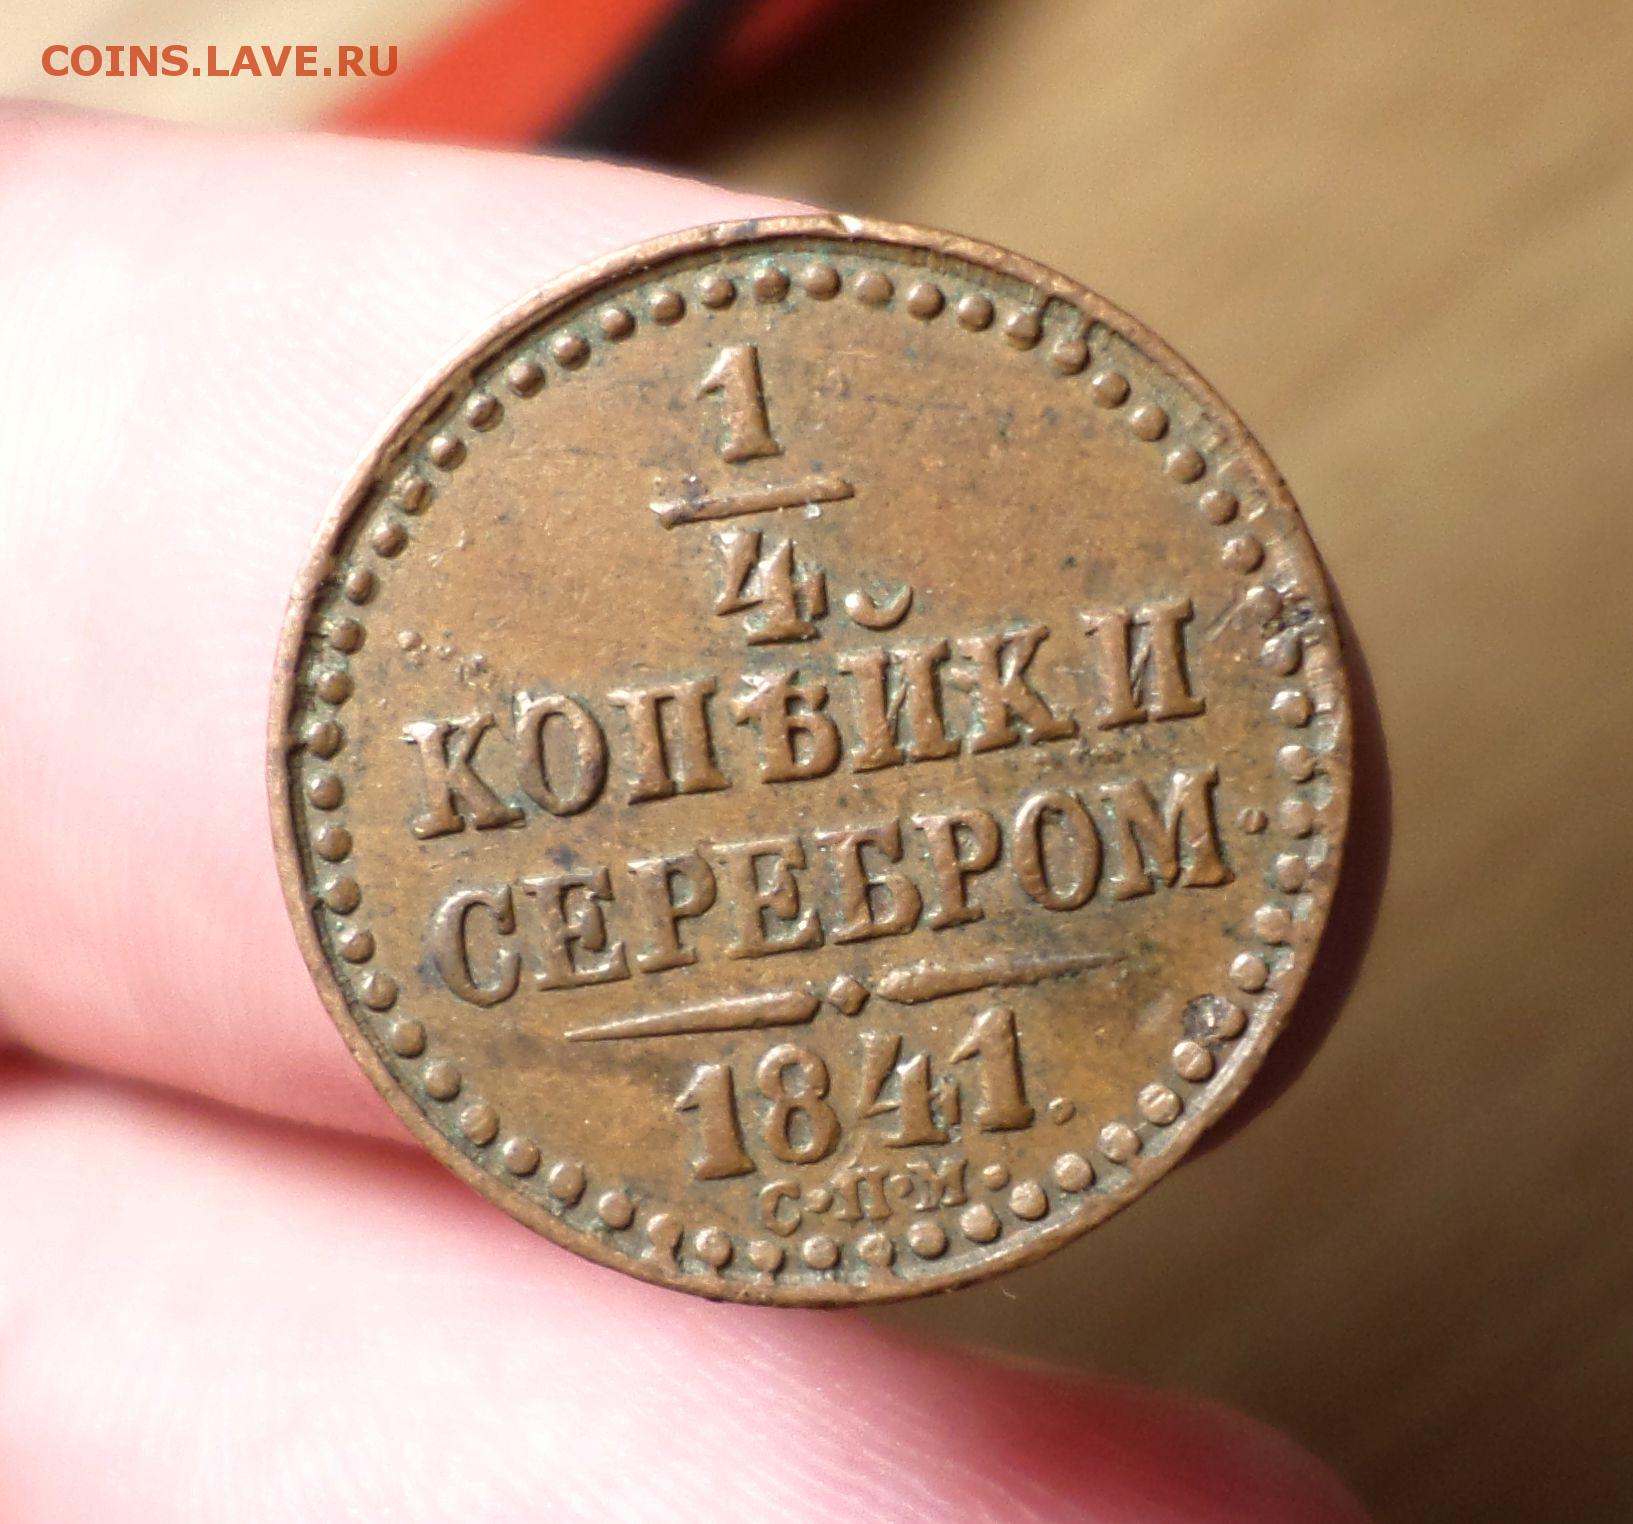 COINS.LAVE.RU
1
4
КОПѢЙКИ
СЕРЕБРОМ.
1841.
С•П•М•